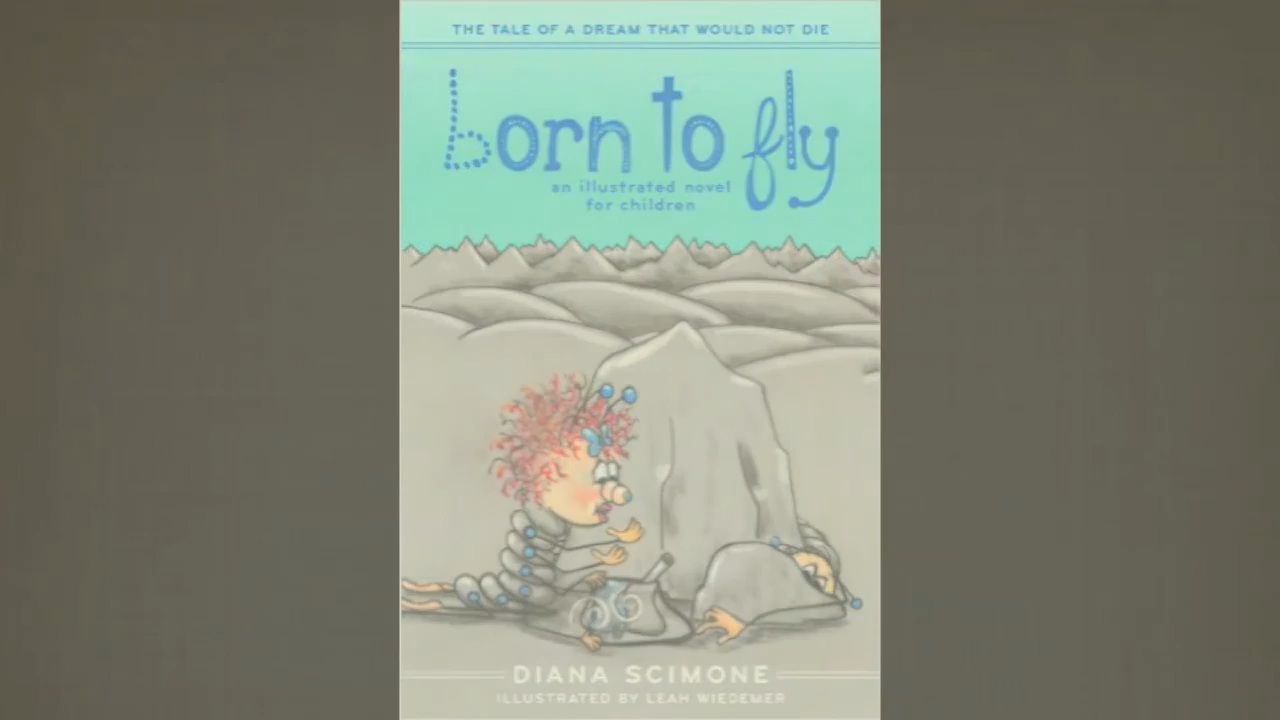 THE TALE OF A DREAM THAT WOULD NOT DIE
born to fly
an illustrated novel
for children
DIANA SCIMONE
ILLUSTRATED BY LEAH WIEDEMER